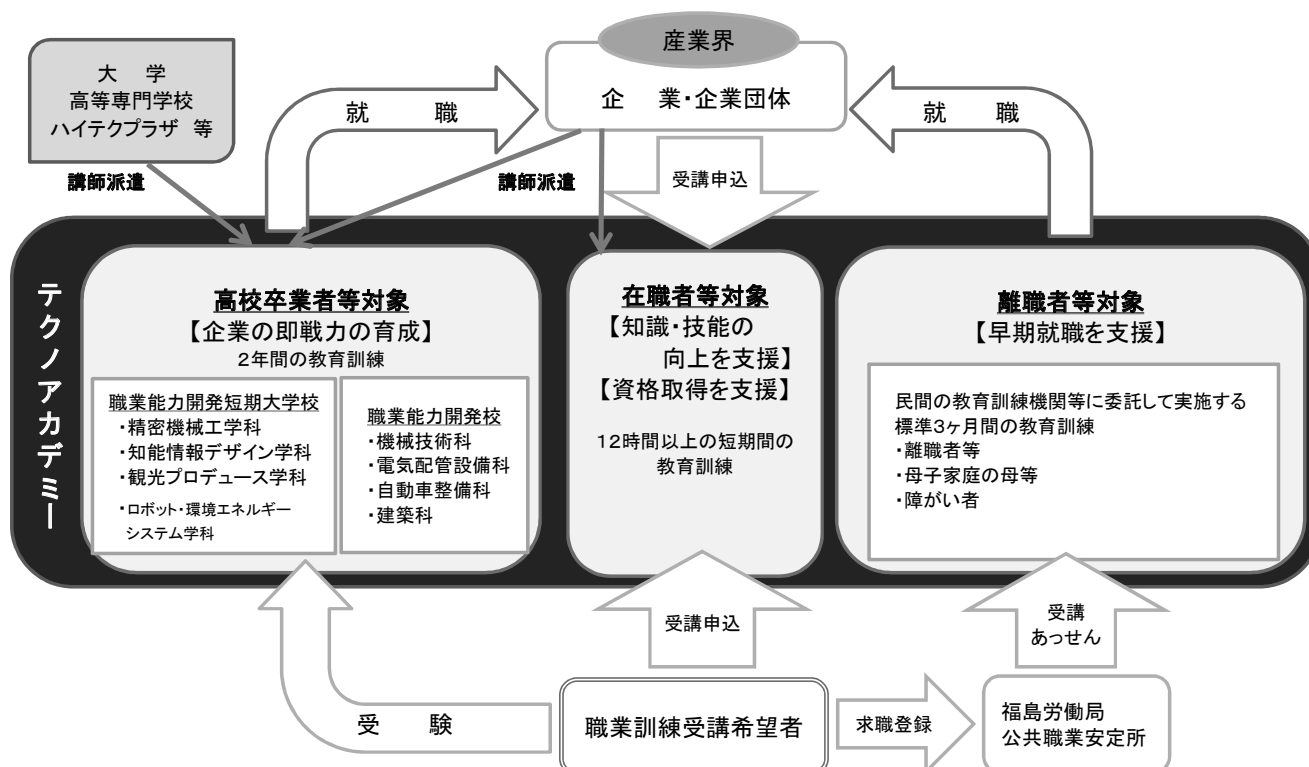 産業界
企　業・企業団体
大　学
高等専門学校
ハイテクプラザ 等
就　職
就　職
講師派遣
講師派遣
受講申込
テクノアカデミー
高校卒業者等対象
【企業の即戦力の育成】
2年間の教育訓練
職業能力開発短期大学校
・精密機械工学科
・知能情報デザイン学科
・観光プロデュース学科
・ロボット・環境エネルギー
システム学科
職業能力開発校
・機械技術科
・電気配管設備科
・自動車整備科
・建築科
在職者等対象
【知識・技能の
向上を支援】
【資格取得を支援】
12時間以上の短期間の
教育訓練
離職者等対象
【早期就職を支援】
民間の教育訓練機関等に委託して実施する
標準3ヶ月間の教育訓練
・離職者等
・母子家庭の母等
・障がい者
受講申込
受講
あっせん
受　験
職業訓練受講希望者
求職登録
福島労働局
公共職業安定所